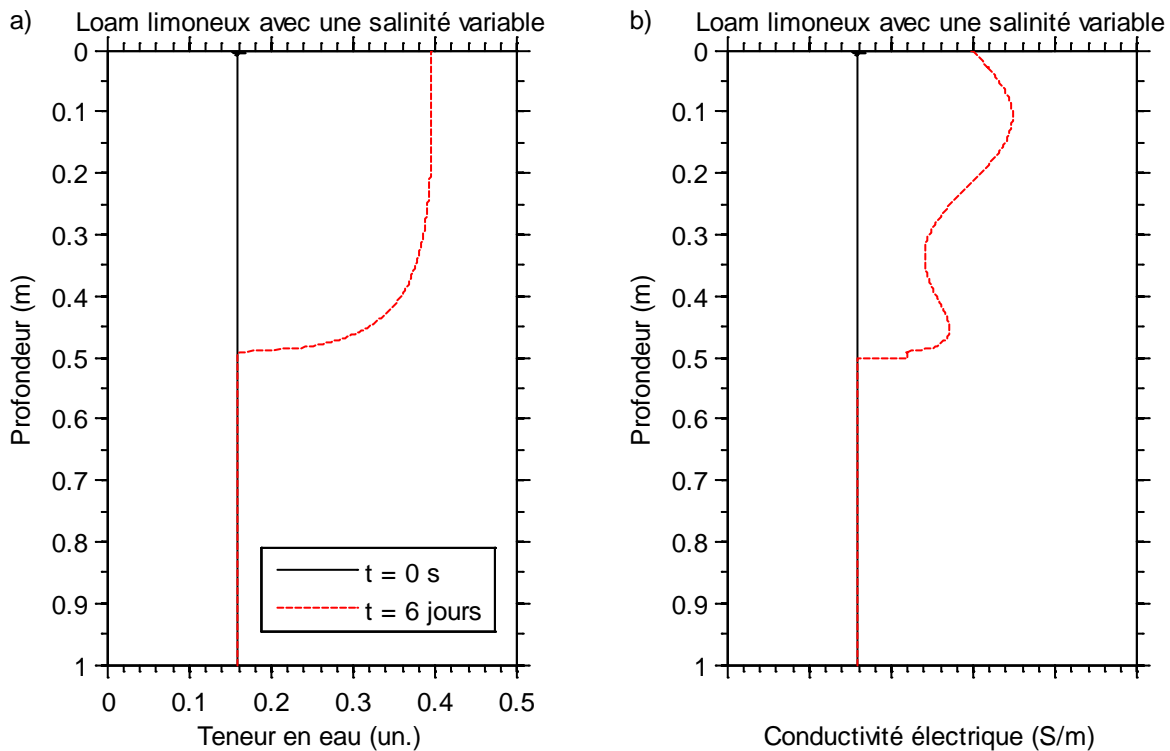 a) Loam limoneux avec une salinité variable
0
0.1
0.2
0.3
0.4
0.5
0.6
0.7
0.8
0.9
1
Profondeur (m)
t = 0 s
t = 6 jours
0 0.1 0.2 0.3 0.4 0.5
Teneur en eau (un.)
b) Loam limoneux avec une salinité variable
0
0.1
0.2
0.3
0.4
0.5
0.6
0.7
0.8
0.9
1
Profondeur (m)
Conductivité électrique (S/m)